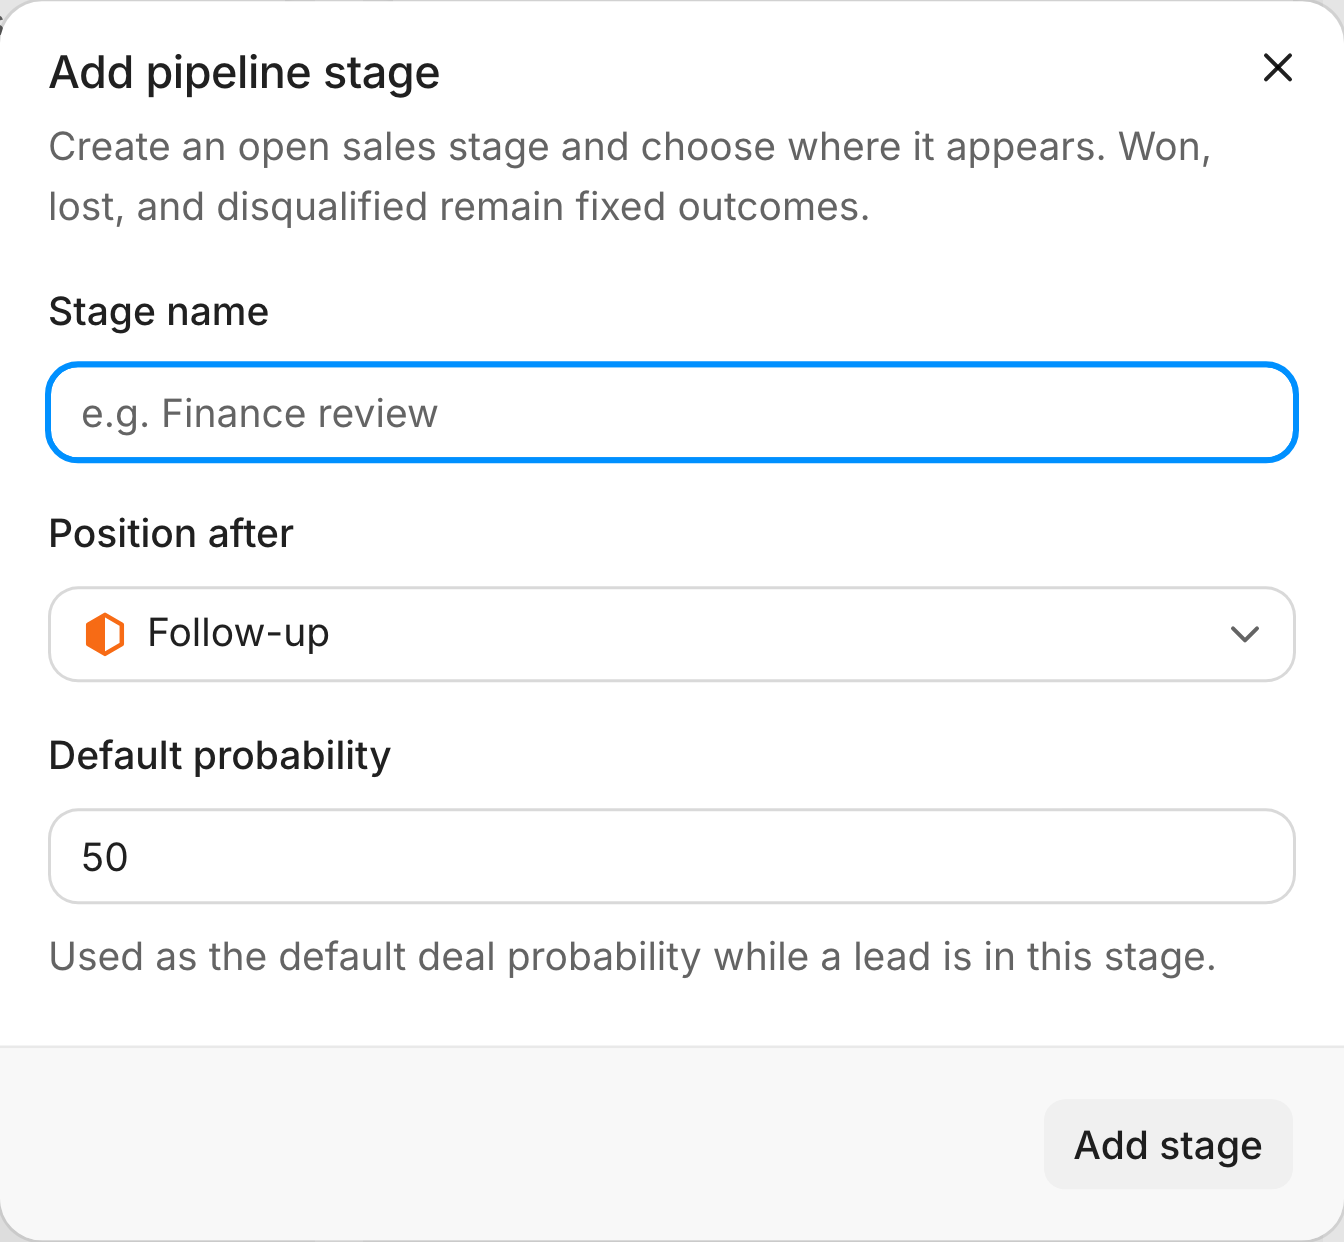 Add pipeline stage
Create an open sales stage and choose where it appears. Won,
lost, and disqualified remain fixed outcomes.
Stage name
e.g. Finance review
Position after
Follow-up
Default probability
50
Used as the default deal probability while a lead is in this stage.
Add stage